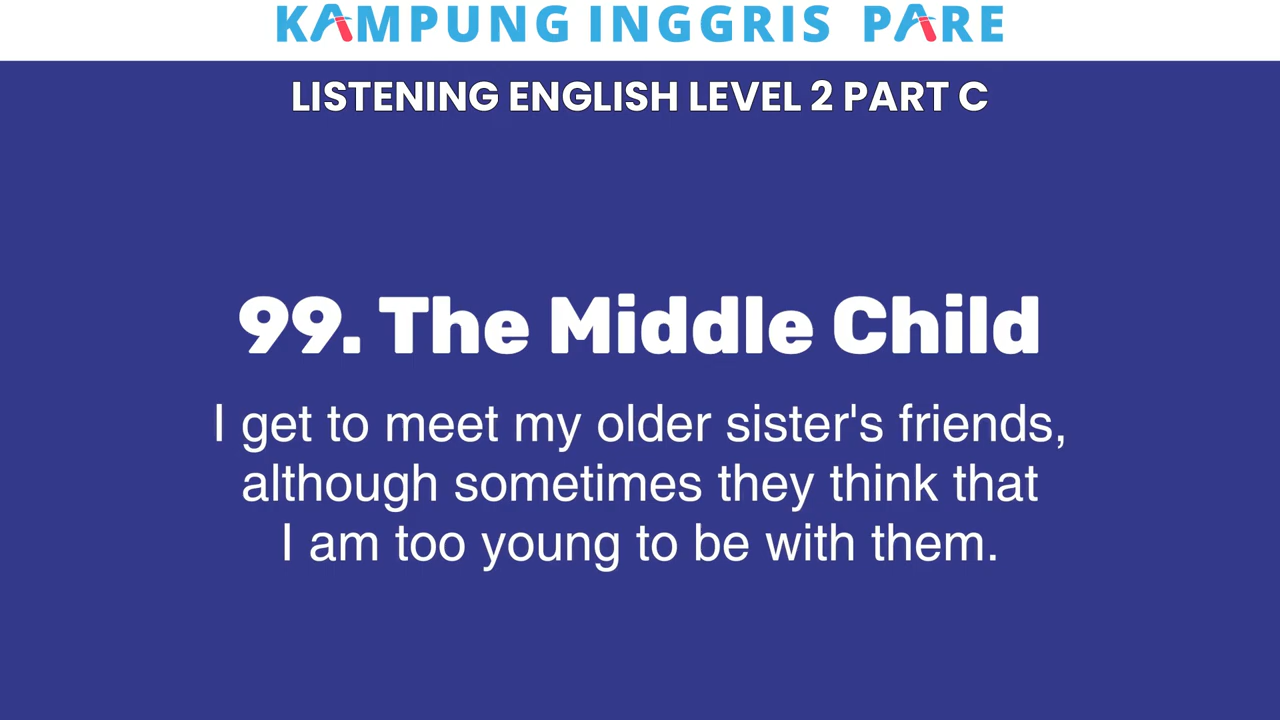 KAMPUNG INGGRIS PARE
LISTENING ENGLISH LEVEL 2 PART C
99. The Middle Child
I get to meet my older sister's friends,
although sometimes they think that
I am too young to be with them.